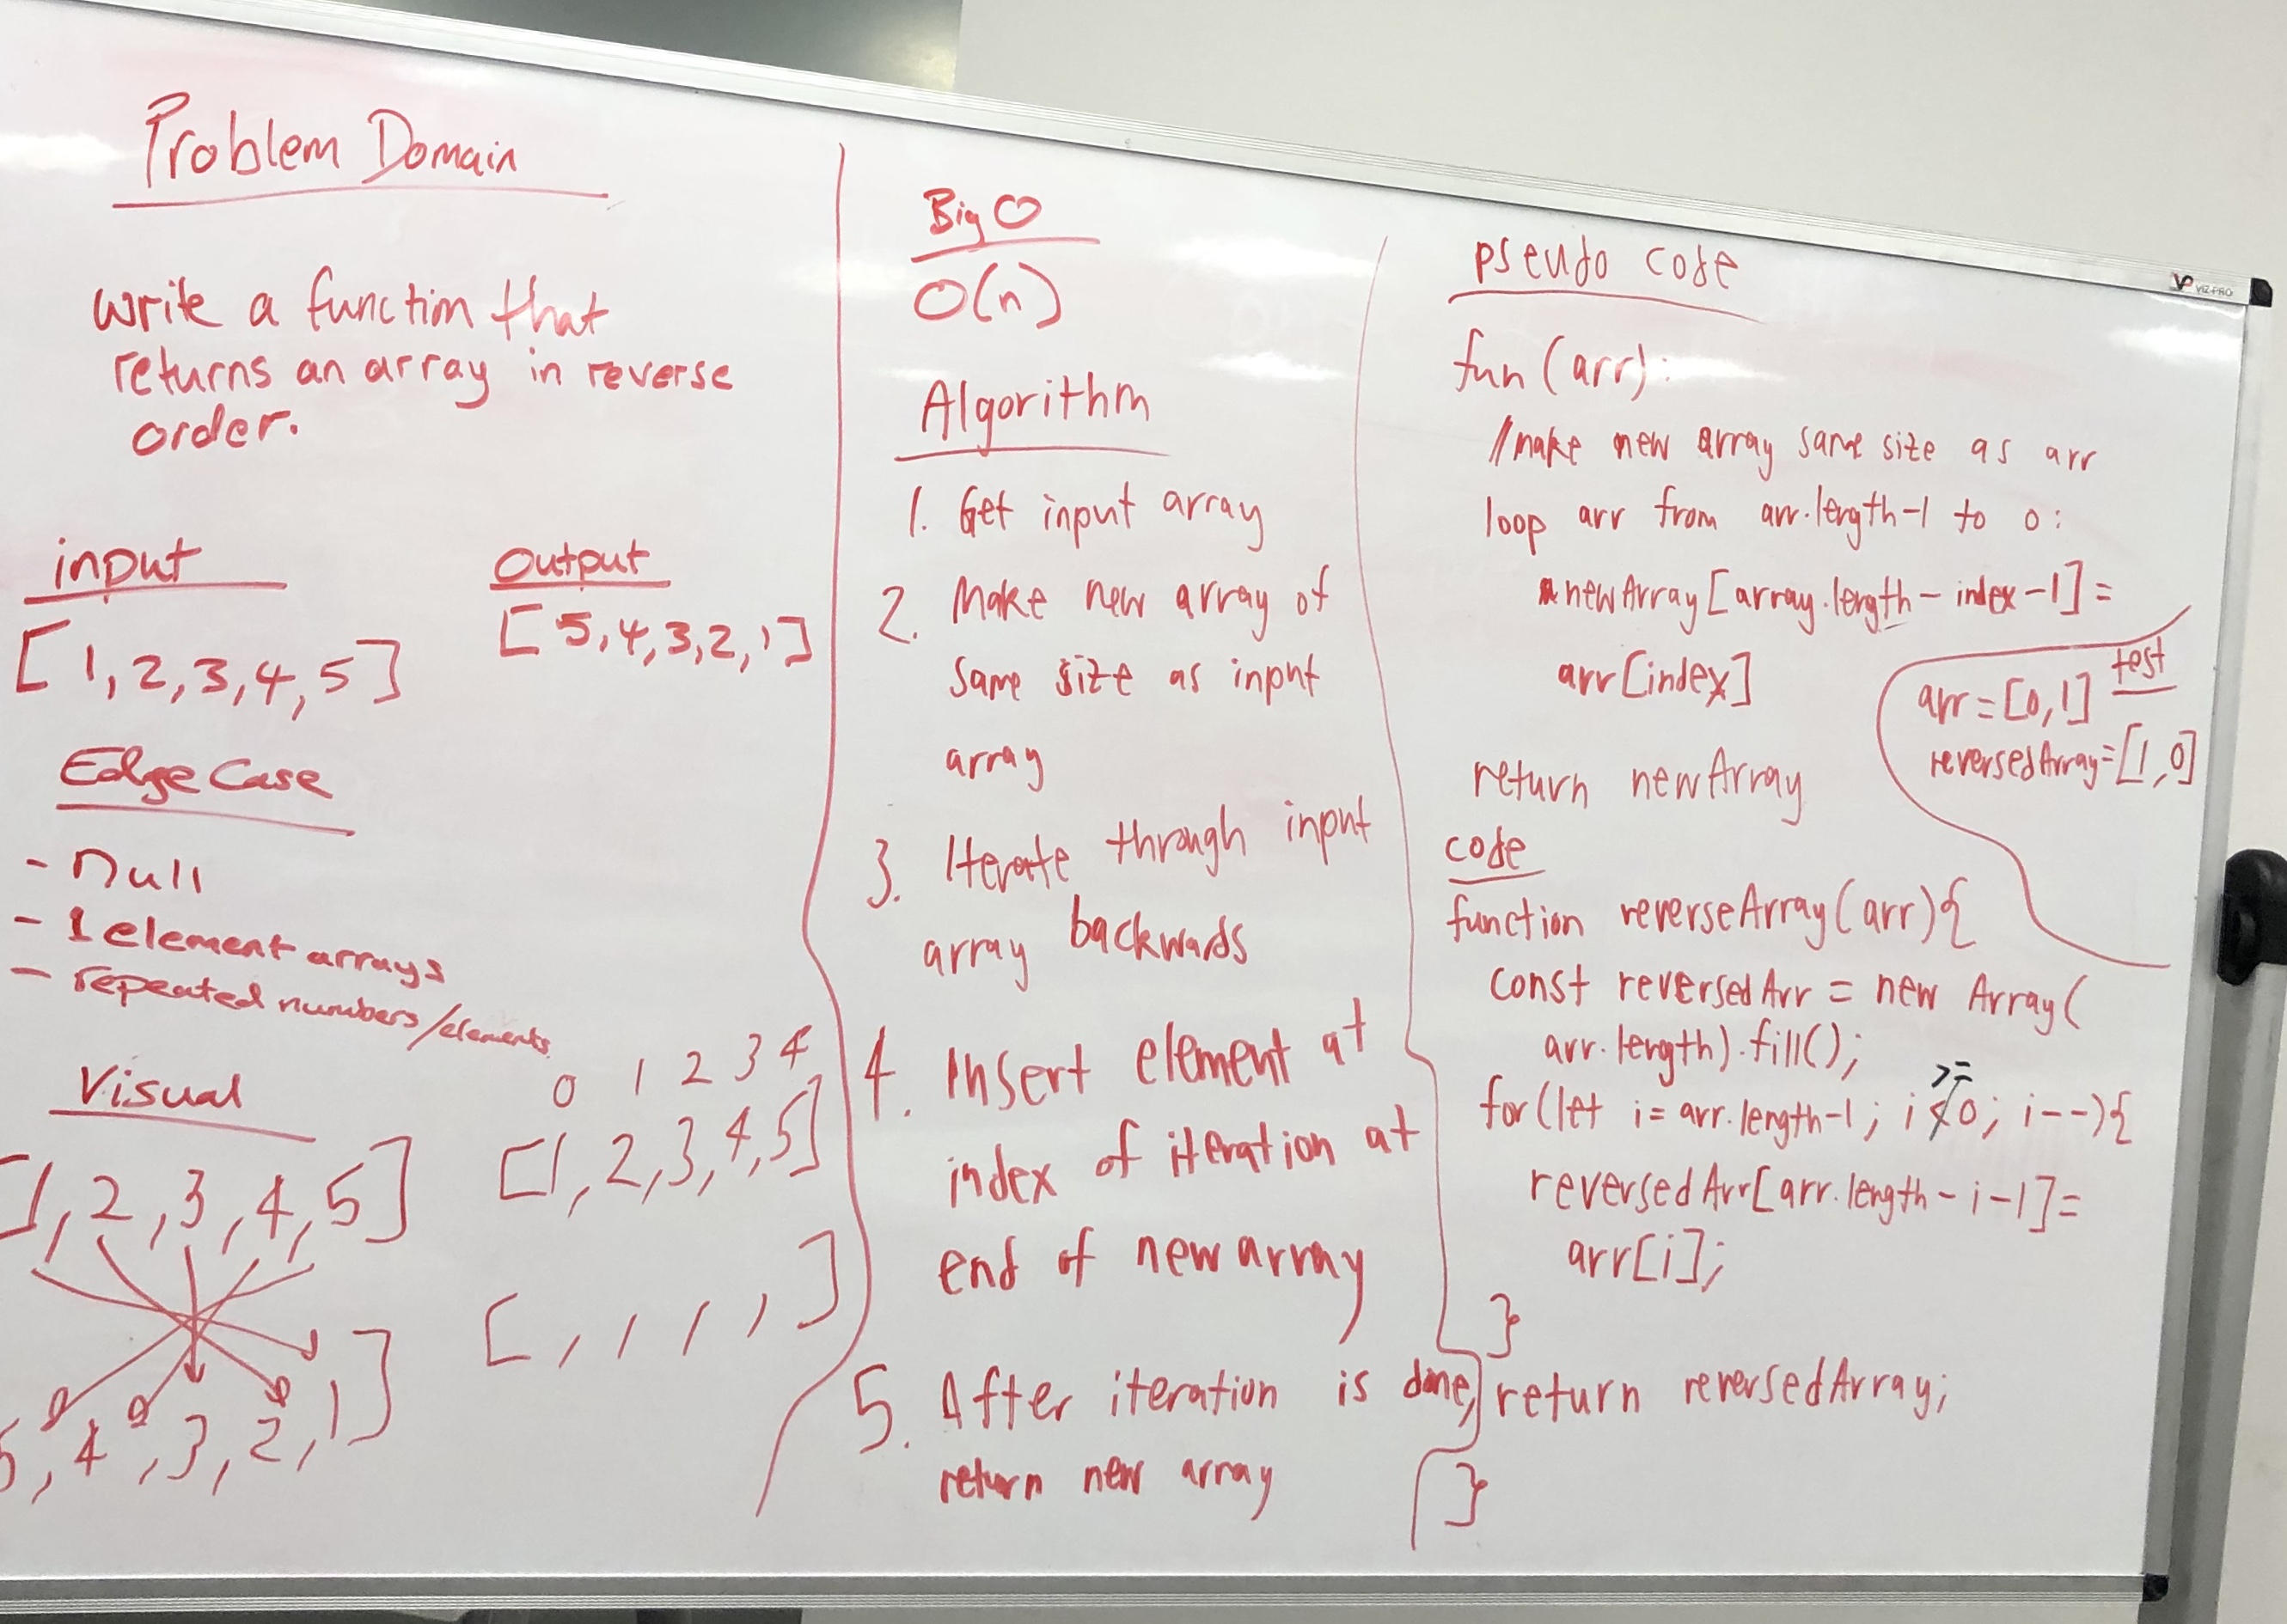 Problem Domain
write a function that
returns an array in reverse
order.
input
[1,2,3,4,5]
Output
[5,4,3,2,1]
Edge Case
- Null
- 1 element arrays
- repeated numbers/elements
Visual
[1,2,3,4,5]
5,4,3,2,1]
0 1 2 3 4
[1,2,3,4,5]
[ , , , , ]
Big O
O(n)
Algorithm
1. Get input array
2. Make new array of
same size as input
array
3. Iterate through input
array backwards
4. Insert element at
index of iteration at
end of new array
5. After iteration is done,
return new array
pseudo code
fun (arr):
//make new array same size as arr
loop arr from arr.length-1 to 0:
newArray[array.length - index -1] =
arr[index]
return newArray
test
arr = [0,1]
reversedArray = [1,0]
code
function reverseArray(arr){
const reversedArr = new Array(
arr.length).fill();
>=
for(let i = arr.length-1; i < 0; i--){
reversedArr[arr.length - i -1] =
arr[i];
}
return reversedArray;
}
VIZ-PRO